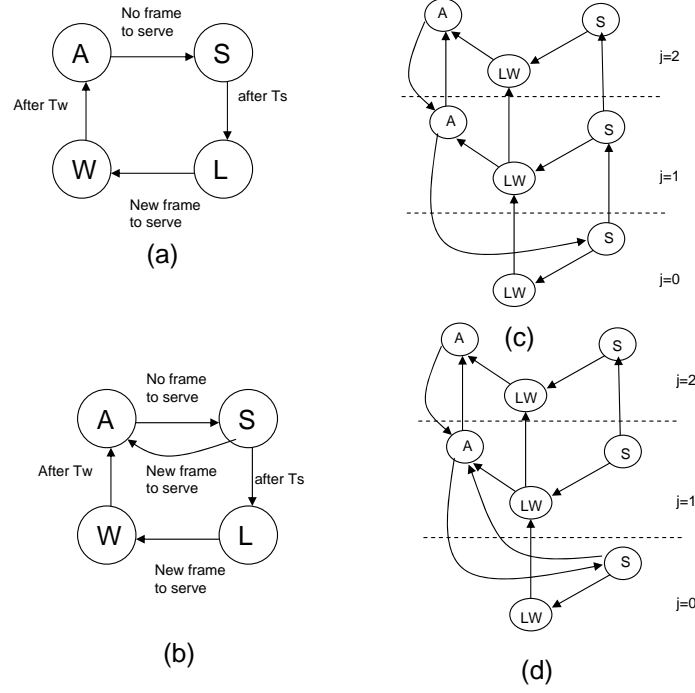 No frame
to serve
A
S
After Tw
after Ts
W
L
New frame
to serve
(a)
A
S
LW
j=2
A
S
LW
j=1
S
LW
j=0
(c)
No frame
to serve
A
S
After Tw
New frame
to serve
after Ts
W
L
New frame
to serve
(b)
A
S
LW
j=2
A
S
LW
j=1
S
LW
j=0
(d)